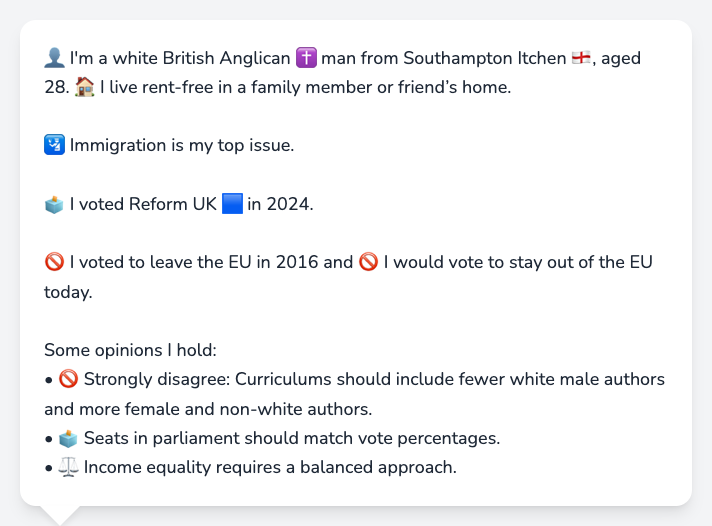 👤 I'm a white British Anglican ✝️ man from Southampton Itchen 🏴󠁧󠁢󠁥󠁮󠁧󠁿, aged
28. 🏠 I live rent-free in a family member or friend’s home.
🛂 Immigration is my top issue.
🗳️ I voted Reform UK 🟦 in 2024.
🚫 I voted to leave the EU in 2016 and 🚫 I would vote to stay out of the EU
today.
Some opinions I hold:
• 🚫 Strongly disagree: Curriculums should include fewer white male authors
and more female and non-white authors.
• 🗳️ Seats in parliament should match vote percentages.
• ⚖️ Income equality requires a balanced approach.